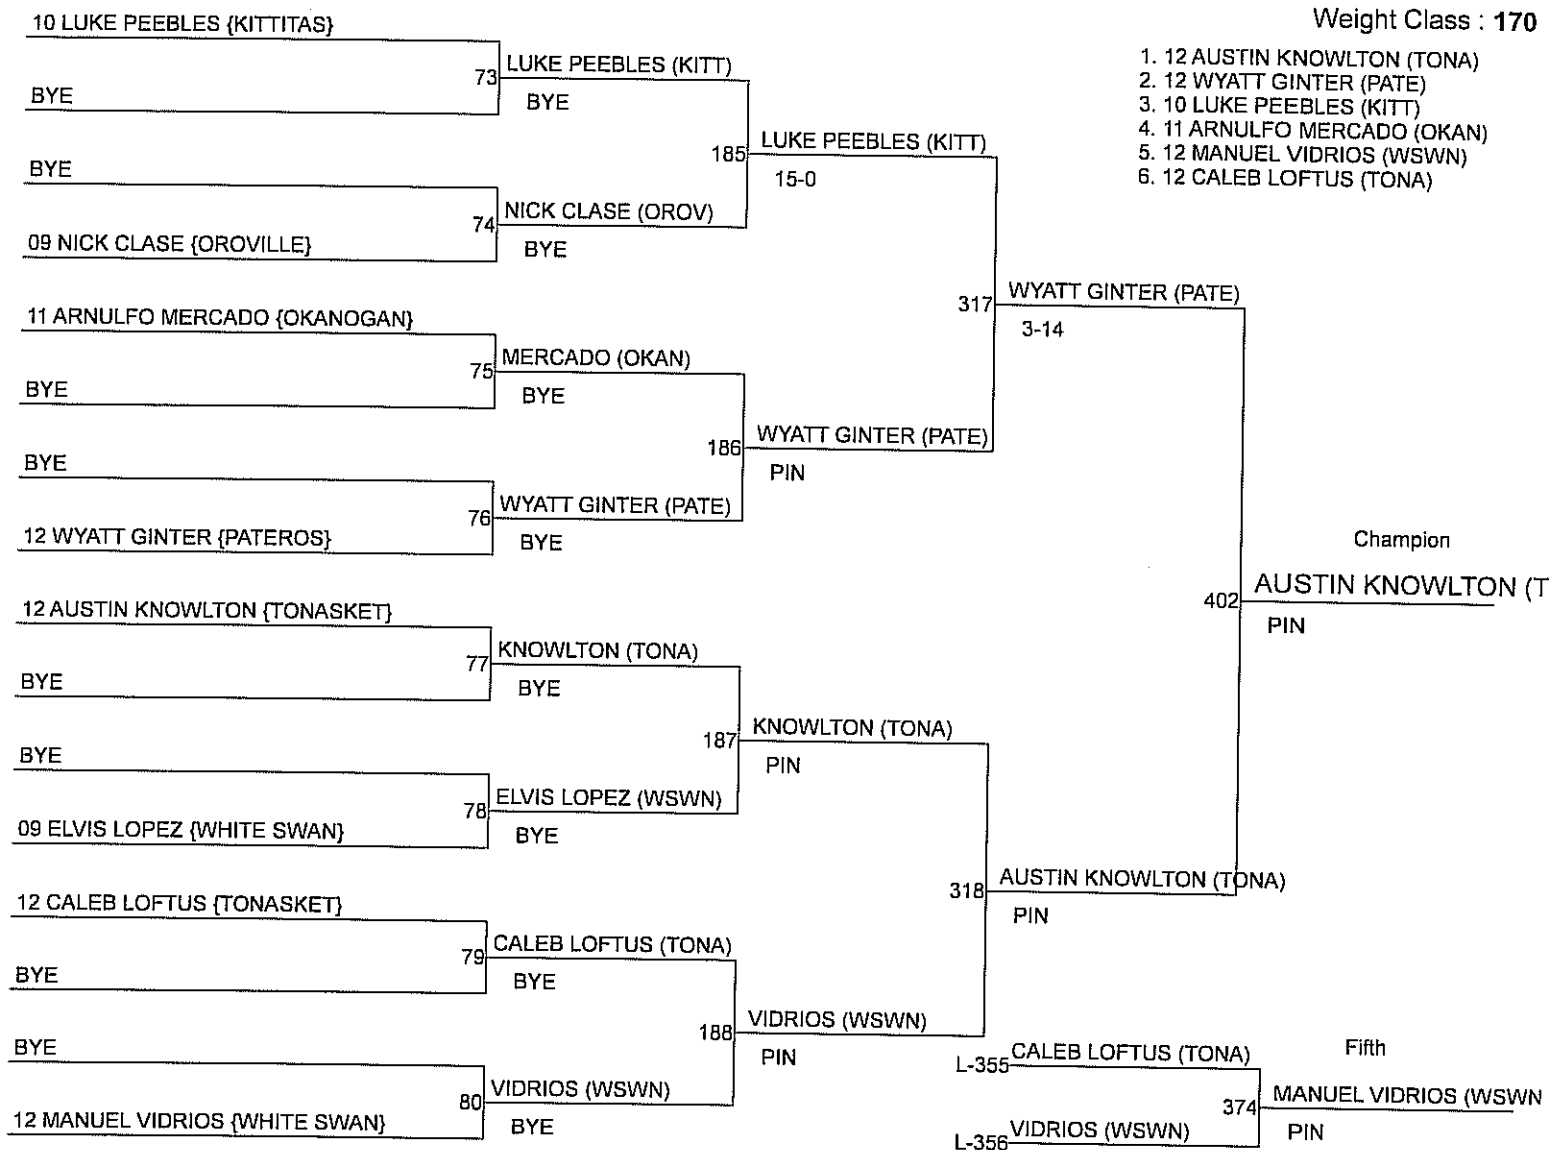 Weight Class : 170
1. 12 AUSTIN KNOWLTON (TONA)
2. 12 WYATT GINTER (PATE)
3. 10 LUKE PEEBLES (KITT)
4. 11 ARNULFO MERCADO (OKAN)
5. 12 MANUEL VIDRIOS (WSWN)
6. 12 CALEB LOFTUS (TONA)
10 LUKE PEEBLES {KITTITAS}
BYE
BYE
09 NICK CLASE {OROVILLE}
11 ARNULFO MERCADO {OKANOGAN}
BYE
BYE
12 WYATT GINTER {PATEROS}
12 AUSTIN KNOWLTON {TONASKET}
BYE
BYE
09 ELVIS LOPEZ {WHITE SWAN}
12 CALEB LOFTUS {TONASKET}
BYE
BYE
12 MANUEL VIDRIOS {WHITE SWAN}
73 LUKE PEEBLES (KITT)
BYE
74 NICK CLASE (OROV)
BYE
75 MERCADO (OKAN)
BYE
76 WYATT GINTER (PATE)
BYE
77 KNOWLTON (TONA)
BYE
78 ELVIS LOPEZ (WSWN)
BYE
79 CALEB LOFTUS (TONA)
BYE
80 VIDRIOS (WSWN)
BYE
185 LUKE PEEBLES (KITT)
15-0
186 WYATT GINTER (PATE)
PIN
187 KNOWLTON (TONA)
PIN
188 VIDRIOS (WSWN)
PIN
317 WYATT GINTER (PATE)
3-14
318 AUSTIN KNOWLTON (TONA)
PIN
Champion
402 AUSTIN KNOWLTON (T
PIN
L-355 CALEB LOFTUS (TONA)
L-356 VIDRIOS (WSWN)
Fifth
374 MANUEL VIDRIOS (WSWN
PIN